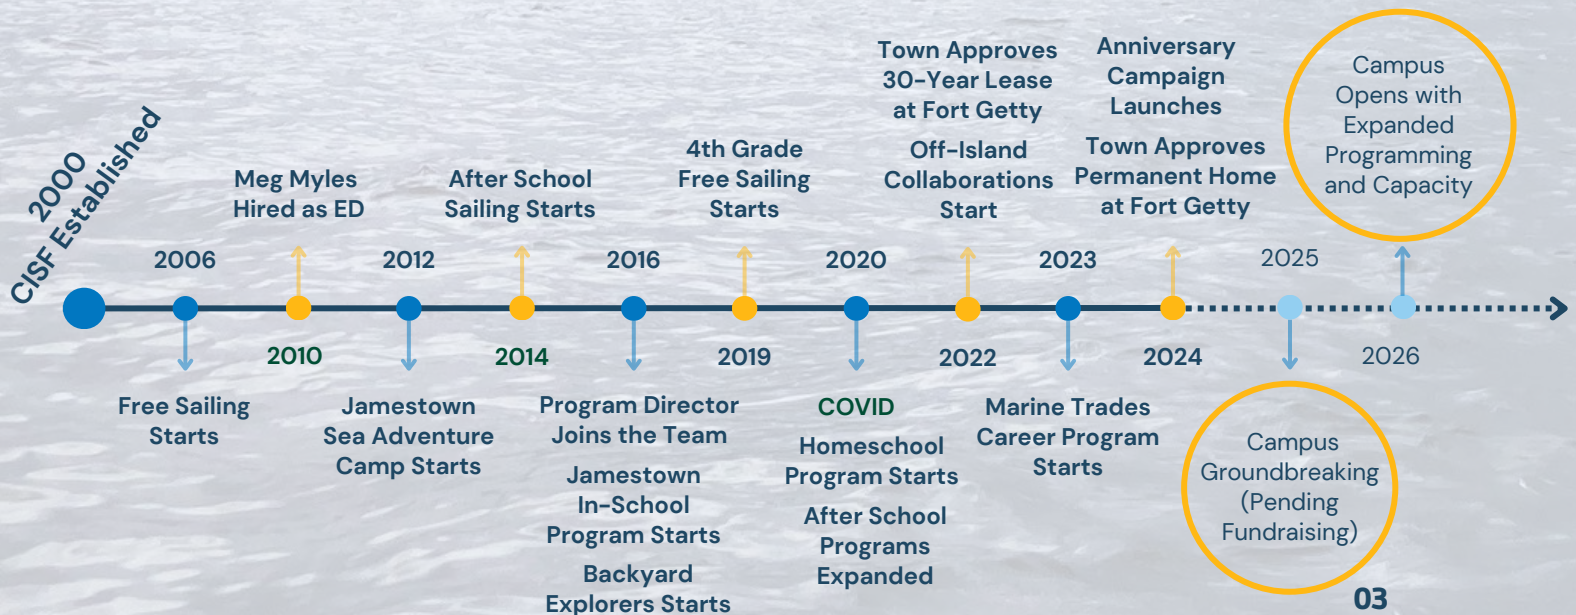 2000
CISF Established
2006
Free Sailing
Starts
Meg Myles
Hired as ED
2010
2012
Jamestown
Sea Adventure
Camp Starts
After School
Sailing Starts
2014
2016
Program Director
Joins the Team
Jamestown
In-School
Program Starts
Backyard
Explorers Starts
4th Grade
Free Sailing
Starts
2019
2020
COVID
Homeschool
Program Starts
After School
Programs
Expanded
Town Approves
30-Year Lease
at Fort Getty
Off-Island
Collaborations
Start
2022
2023
Marine Trades
Career Program
Starts
Anniversary
Campaign
Launches
Town Approves
Permanent Home
at Fort Getty
2024
2025
Campus
Groundbreaking
(Pending
Fundraising)
Campus
Opens with
Expanded
Programming
and Capacity
2026
03